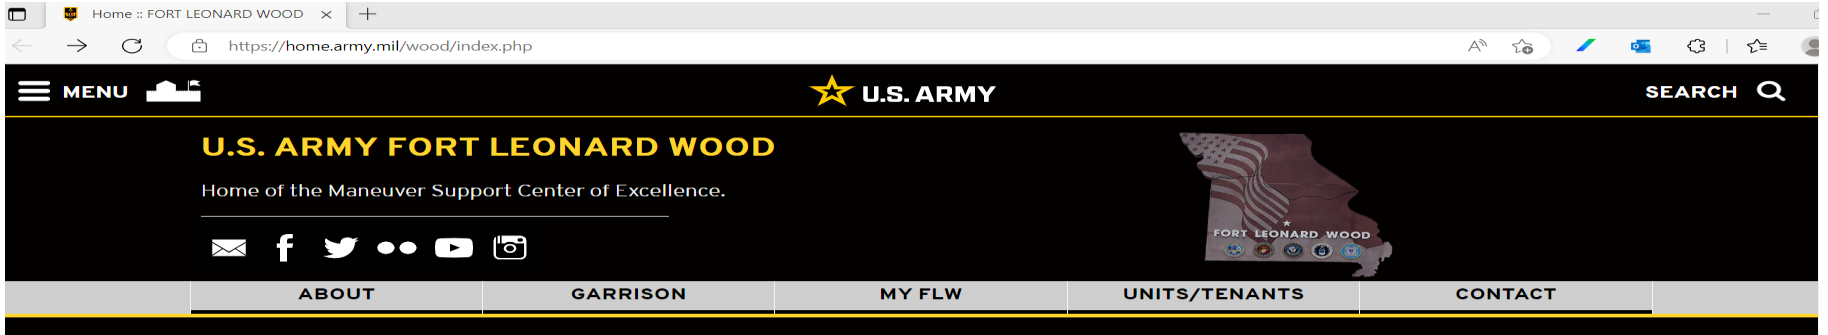 Home :: FORT LEONARD WOOD
https://home.army.mil/wood/index.php
MENU
U.S. ARMY
SEARCH
U.S. ARMY FORT LEONARD WOOD
Home of the Maneuver Support Center of Excellence.
FORT LEONARD WOOD
ABOUT GARRISON MY FLW UNITS/TENANTS CONTACT